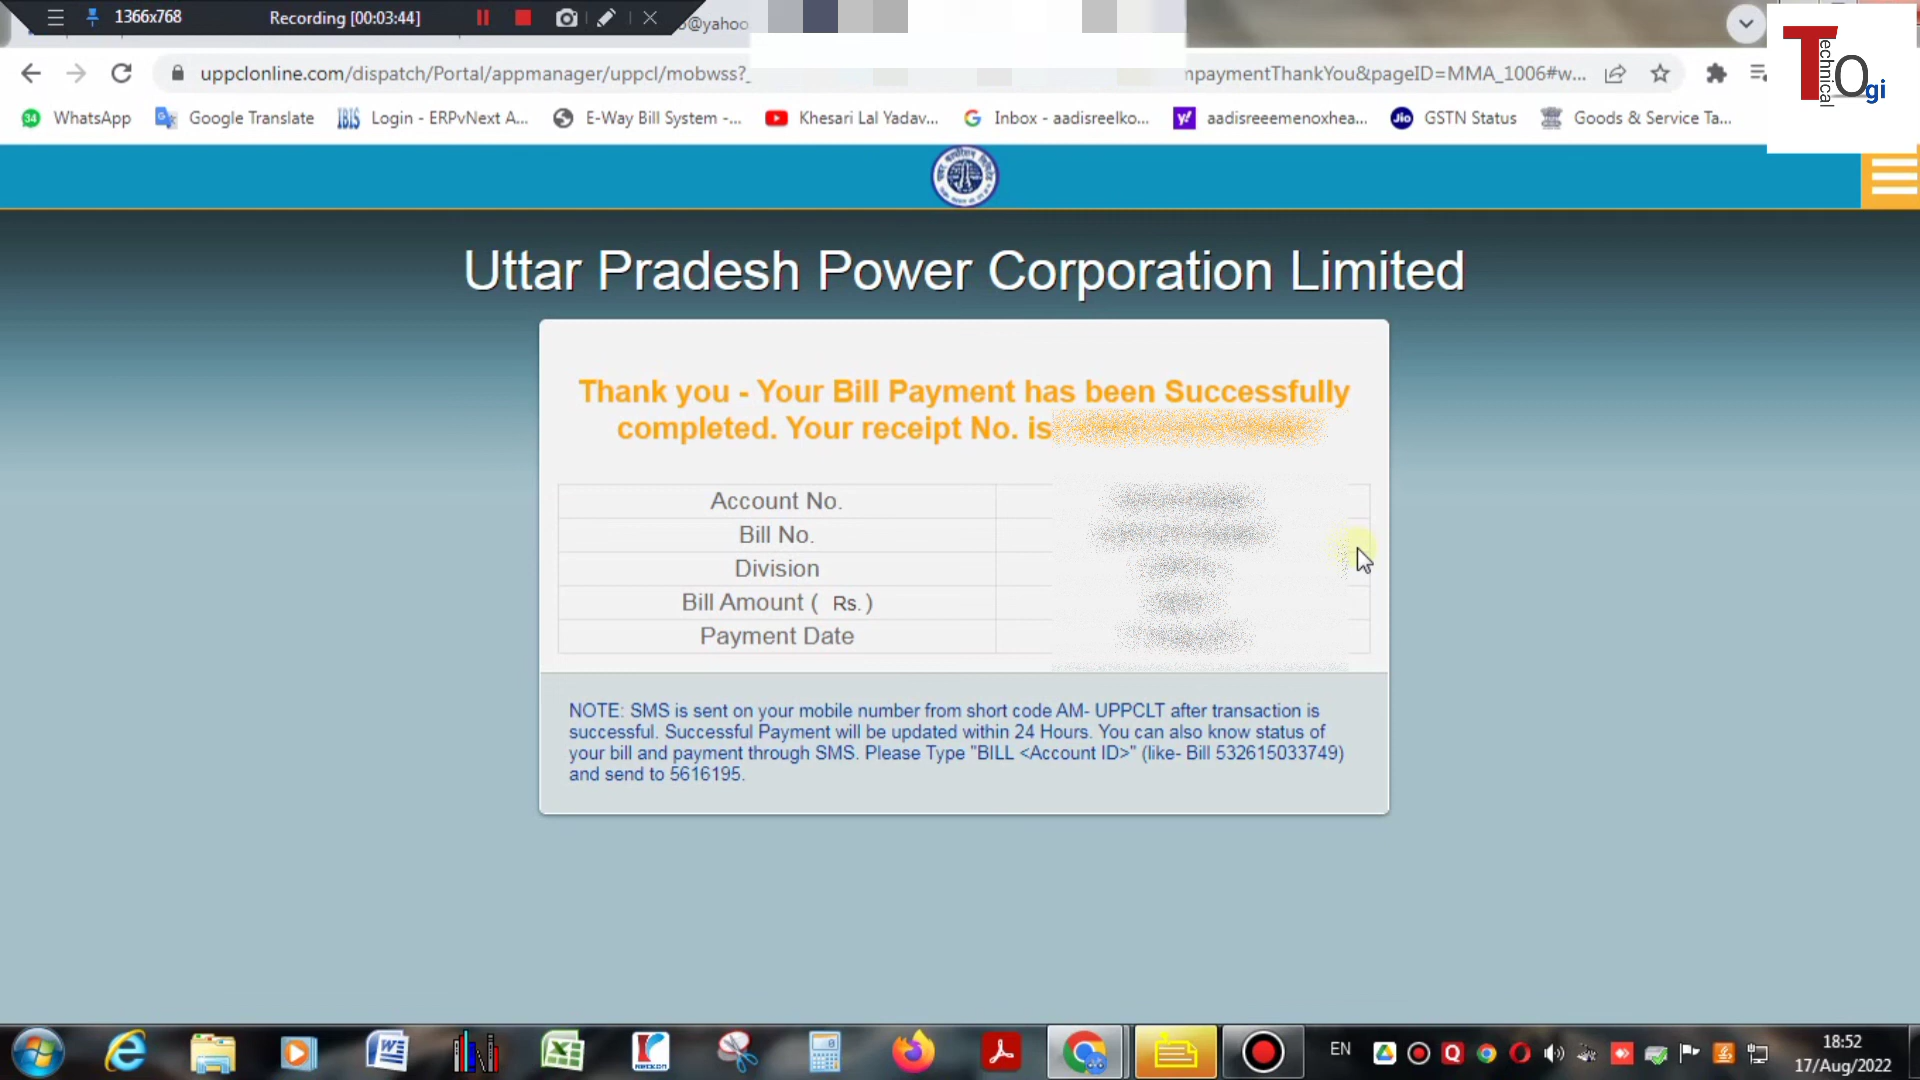 1366x768
Recording [00:03:44]
@yahoo
uppclonline.com/dispatch/Portal/appmanager/uppcl/mobwss?_
npaymentThankYou&pageID=MMA_1006#w...
34
WhatsApp
Google Translate
IBIS
Login - ERPvNext A...
E-Way Bill System -...
Khesari Lal Yadav...
Inbox - aadisreelko...
aadisreeemenoxhea...
Jio
GSTN Status
Goods & Service Ta...
Technical
Ogi
Uttar Pradesh Power Corporation Limited
Thank you - Your Bill Payment has been Successfully
completed. Your receipt No. is
Account No.
Bill No.
Division
Bill Amount ( Rs.)
Payment Date
NOTE: SMS is sent on your mobile number from short code AM- UPPCLT after transaction is
successful. Successful Payment will be updated within 24 Hours. You can also know status of
your bill and payment through SMS. Please Type "BILL <Account ID>" (like- Bill 532615033749)
and send to 5616195.
EN
18:52
17/Aug/2022